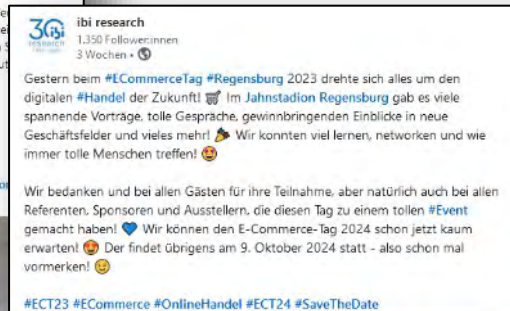 30 ibi
research
ibi research
1.350 Follower:innen
3 Wochen •
Gestern beim #ECommerceTag #Regensburg 2023 drehte sich alles um den
digitalen #Handel der Zukunft! 🛒 Im Jahnstadion Regensburg gab es viele
spannende Vorträge, tolle Gespräche, gewinnbringenden Einblicke in neue
Geschäftsfelder und vieles mehr! 🎉 Wir konnten viel lernen, networken und wie
immer tolle Menschen treffen! 🤩
Wir bedanken und bei allen Gästen für ihre Teilnahme, aber natürlich auch bei allen
Referenten, Sponsoren und Ausstellern, die diesen Tag zu einem tollen #Event
gemacht haben! 💙 Wir können den E-Commerce-Tag 2024 schon jetzt kaum
erwarten! 😍 Der findet übrigens am 9. Oktober 2024 statt - also schon mal
vormerken! 😉
#ECT23 #ECommerce #OnlineHandel #ECT24 #SaveTheDate